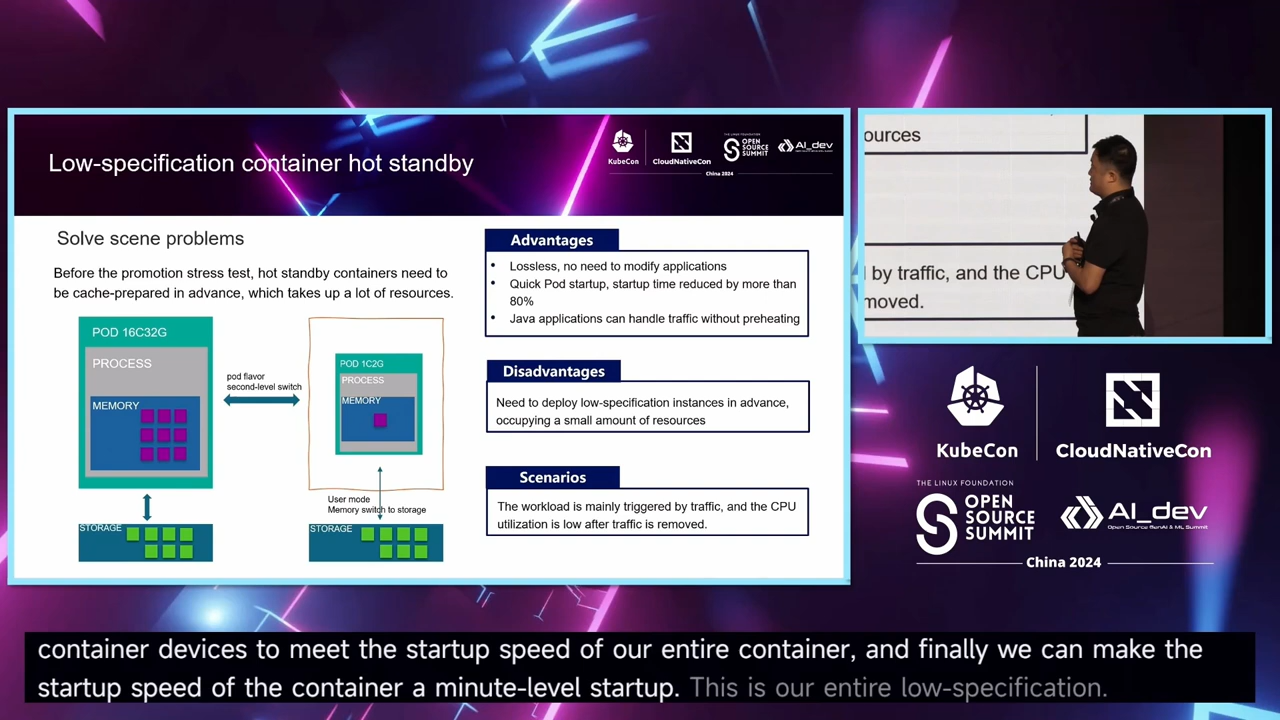 Low-specification container hot standby
KubeCon
CloudNativeCon
THE LINUX FOUNDATION
OPEN
SOURCE
SUMMIT
AI_dev
China 2024
Solve scene problems
Before the promotion stress test, hot standby containers need to
be cache-prepared in advance, which takes up a lot of resources.
POD 16C32G
PROCESS
MEMORY
STORAGE
pod flavor
second-level switch
POD 1C2G
PROCESS
MEMORY
User mode
Memory switch to storage
STORAGE
Advantages
• Lossless, no need to modify applications
• Quick Pod startup, startup time reduced by more than
80%
• Java applications can handle traffic without preheating
Disadvantages
Need to deploy low-specification instances in advance,
occupying a small amount of resources
Scenarios
The workload is mainly triggered by traffic, and the CPU
utilization is low after traffic is removed.
ources
by traffic, and the CPU
moved.
KubeCon
CloudNativeCon
THE LINUX FOUNDATION
OPEN
SOURCE
SUMMIT
AI_dev
Open Source GenAI & ML Summit
China 2024
container devices to meet the startup speed of our entire container, and finally we can make the
startup speed of the container a minute-level startup. This is our entire low-specification.